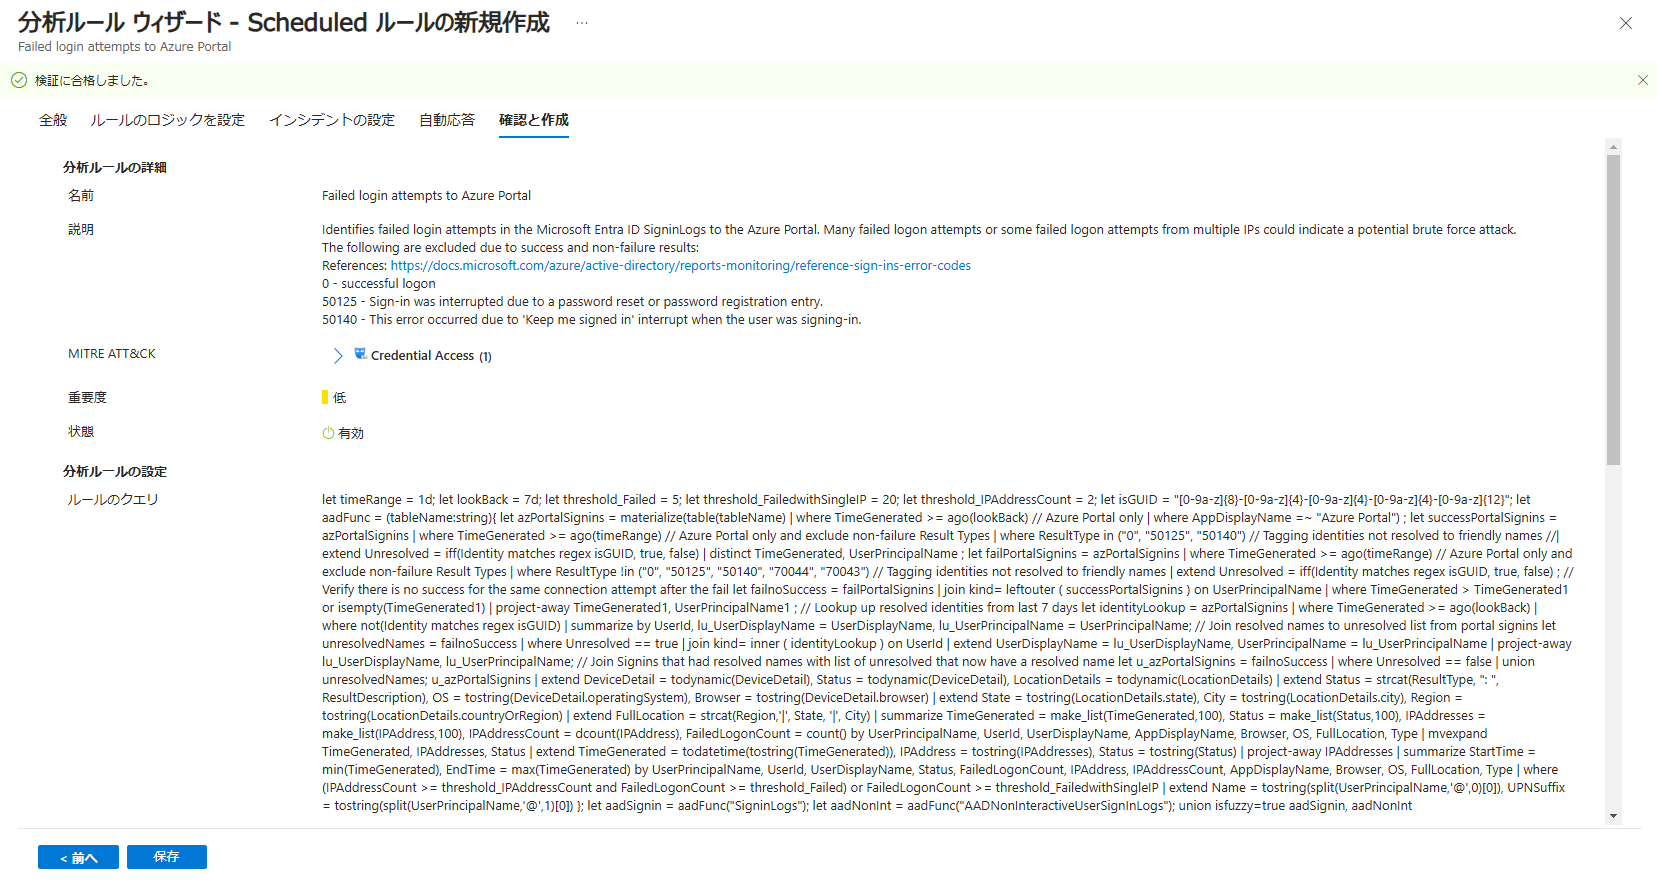 分析ルール ウィザード - Scheduled ルールの新規作成 ...
Failed login attempts to Azure Portal
検証に合格しました。
全般 ルールのロジックを設定 インシデントの設定 自動応答 確認と作成
分析ルールの詳細
名前 Failed login attempts to Azure Portal
説明 Identifies failed login attempts in the Microsoft Entra ID SigninLogs to the Azure Portal. Many failed logon attempts or some failed logon attempts from multiple IPs could indicate a potential brute force attack.
The following are excluded due to success and non-failure results:
References: https://docs.microsoft.com/azure/active-directory/reports-monitoring/reference-sign-ins-error-codes
0 - successful logon
50125 - Sign-in was interrupted due to a password reset or password registration entry.
50140 - This error occurred due to 'Keep me signed in' interrupt when the user was signing-in.
MITRE ATT&CK Credential Access (1)
重要度 低
状態 有効
分析ルールの設定
ルールのクエリ let timeRange = 1d; let lookBack = 7d; let threshold_Failed = 5; let threshold_FailedwithSingleIP = 20; let threshold_IPAddressCount = 2; let isGUID = "[0-9a-z]{8}-[0-9a-z]{4}-[0-9a-z]{4}-[0-9a-z]{4}-[0-9a-z]{12}"; let
aadFunc = (tableName:string){ let azPortalSignins = materialize(table(tableName) | where TimeGenerated >= ago(lookBack) // Azure Portal only | where AppDisplayName =~ "Azure Portal") ; let successPortalSignins =
azPortalSignins | where TimeGenerated >= ago(timeRange) // Azure Portal only and exclude non-failure Result Types | where ResultType in ("0", "50125", "50140") // Tagging identities not resolved to friendly names //|
extend Unresolved = iff(Identity matches regex isGUID, true, false) | distinct TimeGenerated, UserPrincipalName ; let failPortalSignins = azPortalSignins | where TimeGenerated >= ago(timeRange) // Azure Portal only and
exclude non-failure Result Types | where ResultType !in ("0", "50125", "50140", "70044", "70043") // Tagging identities not resolved to friendly names | extend Unresolved = iff(Identity matches regex isGUID, true, false) ; //
Verify there is no success for the same connection attempt after the fail let failnoSuccess = failPortalSignins | join kind= leftouter ( successPortalSignins ) on UserPrincipalName | where TimeGenerated > TimeGenerated1
or isempty(TimeGenerated1) | project-away TimeGenerated1, UserPrincipalName1 ; // Lookup up resolved identities from last 7 days let identityLookup = azPortalSignins | where TimeGenerated >= ago(lookBack) |
where not(Identity matches regex isGUID) | summarize by UserId, lu_UserDisplayName = UserDisplayName, lu_UserPrincipalName = UserPrincipalName; // Join resolved names to unresolved list from portal signins let
unresolvedNames = failnoSuccess | where Unresolved == true | join kind= inner ( identityLookup ) on UserId | extend UserDisplayName = lu_UserDisplayName, UserPrincipalName = lu_UserPrincipalName | project-away
lu_UserDisplayName, lu_UserPrincipalName; // Join Signins that had resolved names with list of unresolved that now have a resolved name let u_azPortalSignins = failnoSuccess | where Unresolved == false | union
unresolvedNames; u_azPortalSignins | extend DeviceDetail = todynamic(DeviceDetail), Status = todynamic(DeviceDetail), LocationDetails = todynamic(LocationDetails) | extend Status = strcat(ResultType, ": ",
ResultDescription), OS = tostring(DeviceDetail.operatingSystem), Browser = tostring(DeviceDetail.browser) | extend State = tostring(LocationDetails.state), City = tostring(LocationDetails.city), Region =
tostring(LocationDetails.countryOrRegion) | extend FullLocation = strcat(Region,'|', State, '|', City) | summarize TimeGenerated = make_list(TimeGenerated,100), Status = make_list(Status,100), IPAddresses =
make_list(IPAddress,100), IPAddressCount = dcount(IPAddress), FailedLogonCount = count() by UserPrincipalName, UserId, UserDisplayName, AppDisplayName, Browser, OS, FullLocation, Type | mvexpand
TimeGenerated, IPAddresses, Status | extend TimeGenerated = todatetime(tostring(TimeGenerated)), IPAddress = tostring(IPAddresses), Status = tostring(Status) | project-away IPAddresses | summarize StartTime =
min(TimeGenerated), EndTime = max(TimeGenerated) by UserPrincipalName, UserId, UserDisplayName, Status, FailedLogonCount, IPAddress, IPAddressCount, AppDisplayName, Browser, OS, FullLocation, Type | where
(IPAddressCount >= threshold_IPAddressCount and FailedLogonCount >= threshold_Failed) or FailedLogonCount >= threshold_FailedwithSingleIP | extend Name = tostring(split(UserPrincipalName,'@',0)[0]), UPNSuffix
= tostring(split(UserPrincipalName,'@',1)[0]) }; let aadSignin = aadFunc("SigninLogs"); let aadNonInt = aadFunc("AADNonInteractiveUserSignInLogs"); union isfuzzy=true aadSignin, aadNonInt
< 前へ 保存